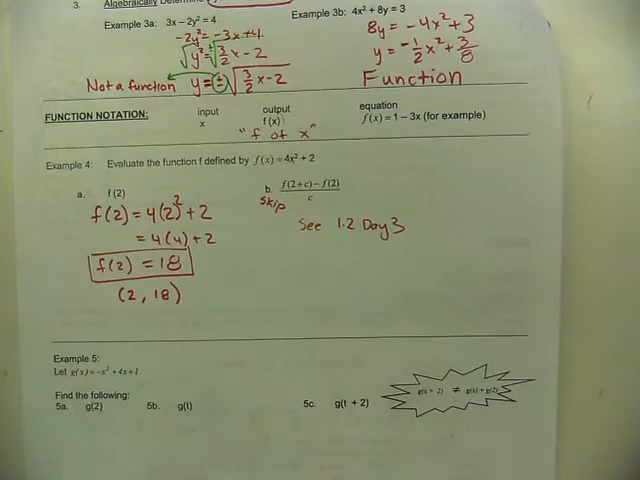 3. Algebraically
Example 3a: 3x − 2y² = 4
−2y² = −3x + 4
√y² = ±√3/2 x − 2
Not a function y = ± √3/2 x − 2
Example 3b: 4x² + 8y = 3
8y = −4x² + 3
y = −1/2 x² + 3/8
Function
FUNCTION NOTATION: input output equation
x f(x) f(x) = 1 − 3x (for example)
"f of x"
Example 4: Evaluate the function f defined by f(x) = 4x² + 2
a. f(2)
f(2) = 4(2)² + 2
= 4(4) + 2
f(2) = 18
(2, 18)
b. f(2+c) − f(2) / c
skip
See 1.2 Day 3
Example 5:
Let g(x) = −x² + 4x + 1
Find the following:
5a. g(2) 5b. g(t) 5c. g(t + 2)
g(x + 2) ≠ g(x) + g(2)